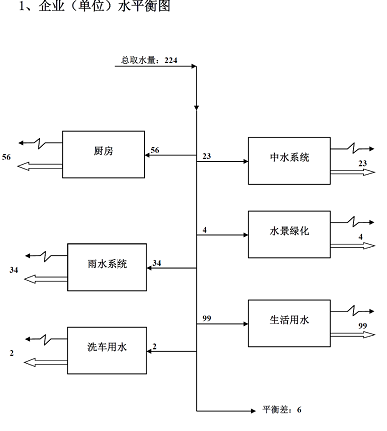 1、企业（单位）水平衡图
总取水量：224
厨房
56
56
23
中水系统
23
4
水景绿化
4
雨水系统
34
34
99
生活用水
99
洗车用水
2
2
平衡差：6